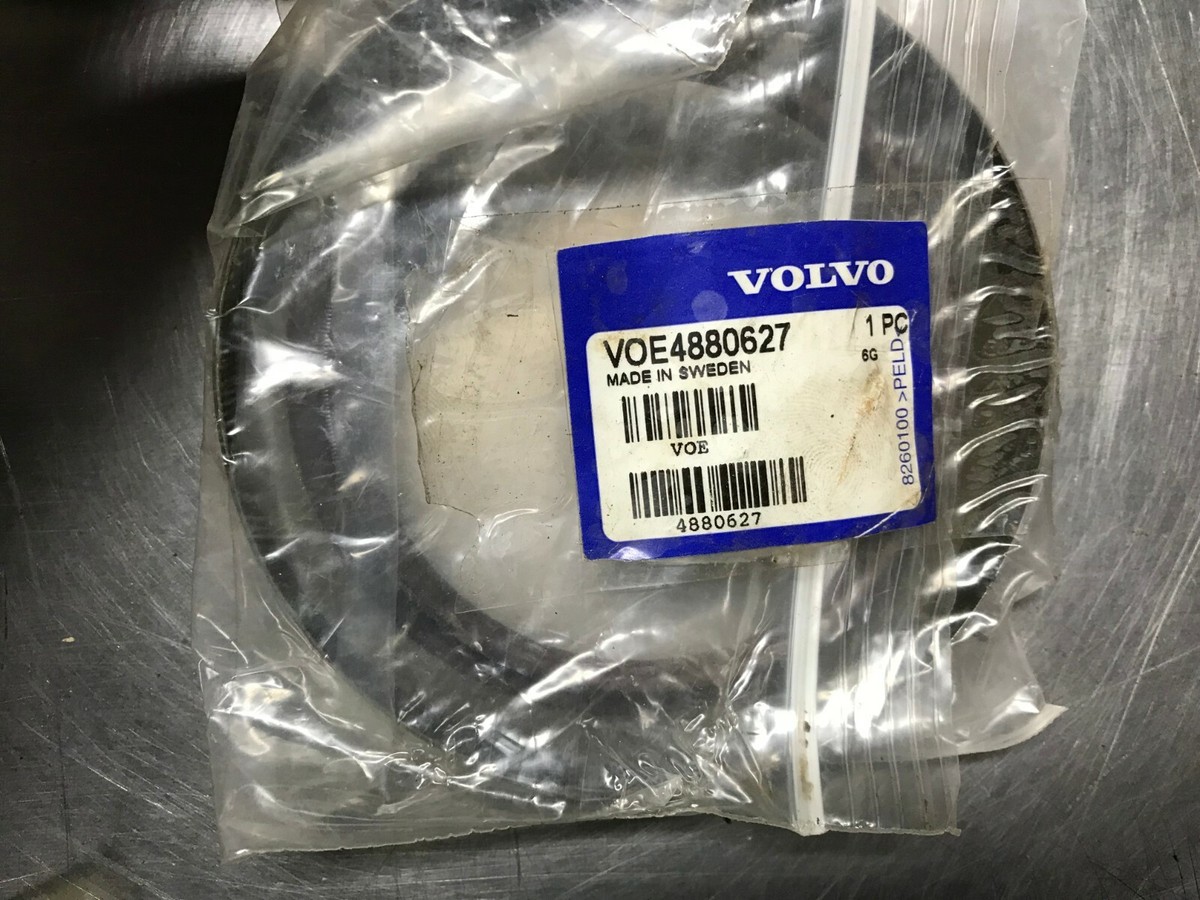 VOLVO
VOE4880627 1 PC
MADE IN SWEDEN 6G
VOE
4880627
8260100 >PELD<